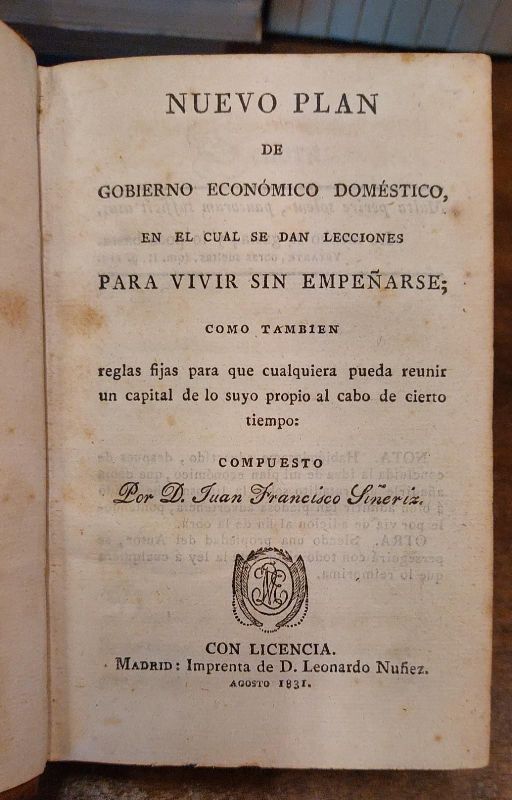 NUEVO PLAN
DE
GOBIERNO ECONÓMICO DOMÉSTICO,
EN EL CUAL SE DAN LECCIONES
PARA VIVIR SIN EMPEÑARSE;
COMO TAMBIEN
reglas fijas para que cualquiera pueda reunir
un capital de lo suyo propio al cabo de cierto
tiempo:
COMPUESTO
Por D. Juan Francisco Siñeriz.
CON LICENCIA.
MADRID: Imprenta de D. Leonardo Nuñez.
AGOSTO 1831.